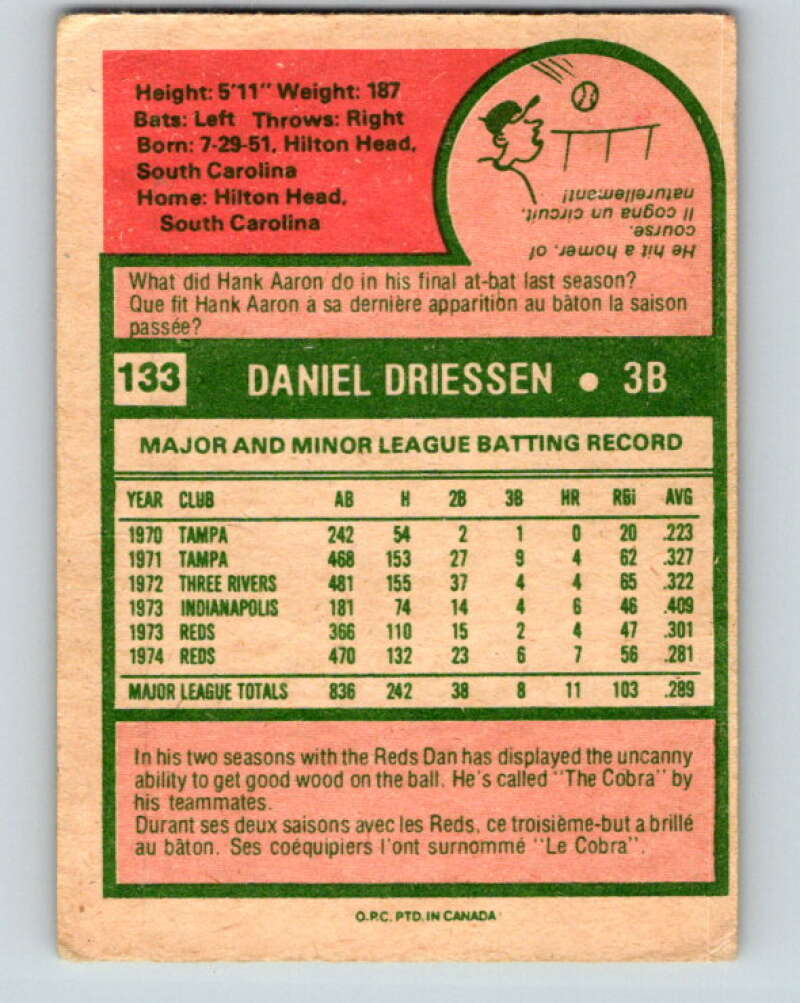 Height: 5'11" Weight: 187
Bats: Left Throws: Right
Born: 7-29-51, Hilton Head,
South Carolina
Home: Hilton Head,
South Carolina
He hit a homer, of
course.
Il cogna un circuit,
naturellemant!
What did Hank Aaron do in his final at-bat last season?
Que fit Hank Aaron à sa dernière apparition au bâton la saison
passée?
133 DANIEL DRIESSEN • 3B
MAJOR AND MINOR LEAGUE BATTING RECORD
YEAR CLUB AB H 2B 3B HR RBI AVG
1970 TAMPA 242 54 2 1 0 20 .223
1971 TAMPA 468 153 27 9 4 62 .327
1972 THREE RIVERS 481 155 37 4 4 65 .322
1973 INDIANAPOLIS 181 74 14 4 6 46 .409
1973 REDS 366 110 15 2 4 47 .301
1974 REDS 470 132 23 6 7 56 .281
MAJOR LEAGUE TOTALS 836 242 38 8 11 103 .289
In his two seasons with the Reds Dan has displayed the uncanny
ability to get good wood on the ball. He's called "The Cobra" by
his teammates.
Durant ses deux saisons avec les Reds, ce troisième-but a brillé
au bâton. Ses coéquipiers l'ont surnommé "Le Cobra".
O.P.C. PTD. IN CANADA